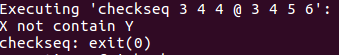 Executing 'checkseq 3 4 4 @ 3 4 5 6':
X not contain Y
checkseq: exit(0)